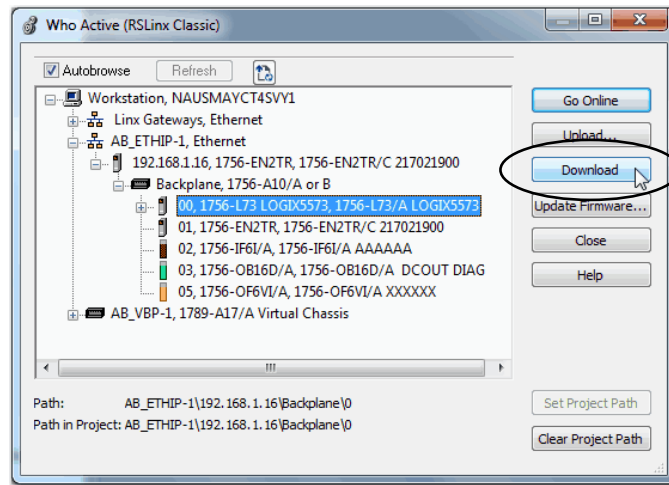 Who Active (RSLinx Classic)
Autobrowse
Refresh
Workstation, NAUSMAYCT4SVY1
Linx Gateways, Ethernet
AB_ETHIP-1, Ethernet
192.168.1.16, 1756-EN2TR, 1756-EN2TR/C 217021900
Backplane, 1756-A10/A or B
00, 1756-L73 LOGIX5573, 1756-L73/A LOGIX5573
01, 1756-EN2TR, 1756-EN2TR/C 217021900
02, 1756-IF6I/A, 1756-IF6I/A AAAAAA
03, 1756-OB16D/A, 1756-OB16D/A DCOUT DIAG
05, 1756-OF6VI/A, 1756-OF6VI/A XXXXXX
AB_VBP-1, 1789-A17/A Virtual Chassis
Go Online
Upload...
Download
Update Firmware...
Close
Help
Path: AB_ETHIP-1\192.168.1.16\Backplane\0
Path in Project: AB_ETHIP-1\192.168.1.16\Backplane\0
Set Project Path
Clear Project Path